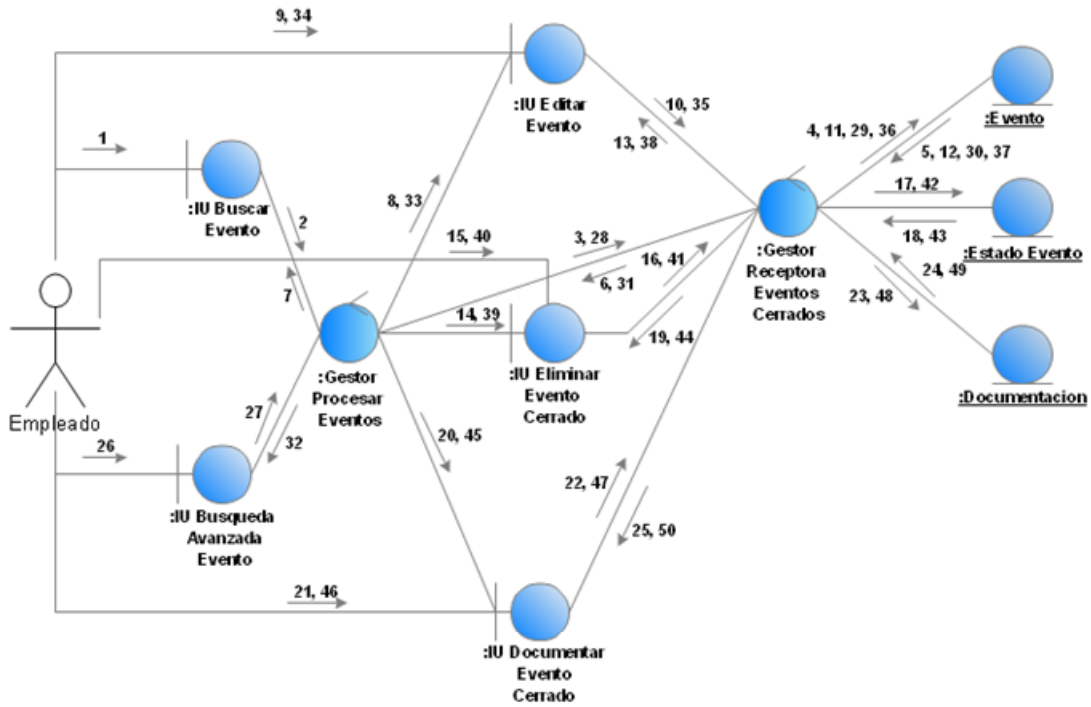 9, 34
:IU Editar
Evento
10, 35
13, 38
4, 11, 29, 36
5, 12, 30, 37
:Evento
1
:IU Buscar
Evento
2
7
8, 33
15, 40
3, 28
6, 31
16, 41
:Gestor
Receptora
Eventos
Cerrados
17, 42
18, 43
:Estado Evento
24, 49
23, 48
:Documentacion
Empleado
:Gestor
Procesar
Eventos
14, 39
:IU Eliminar
Evento
Cerrado
19, 44
27
32
20, 45
26
:IU Busqueda
Avanzada
Evento
22, 47
25, 50
21, 46
:IU Documentar
Evento
Cerrado